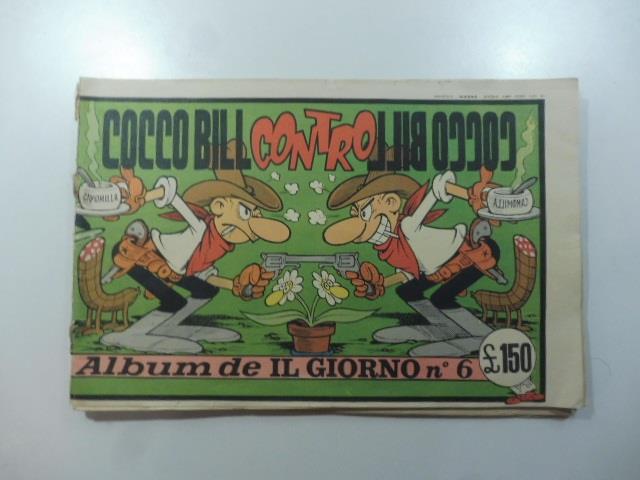 COCCO BILL CONTRO COCCO BILL
CAMOMILLA
CAMOMILLA
Album de IL GIORNO n° 6
£150